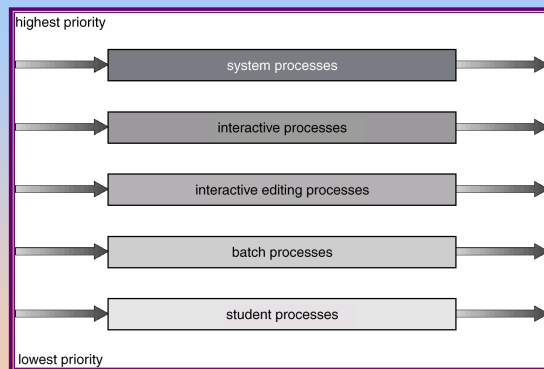 highest priority
system processes
interactive processes
interactive editing processes
batch processes
student processes
lowest priority